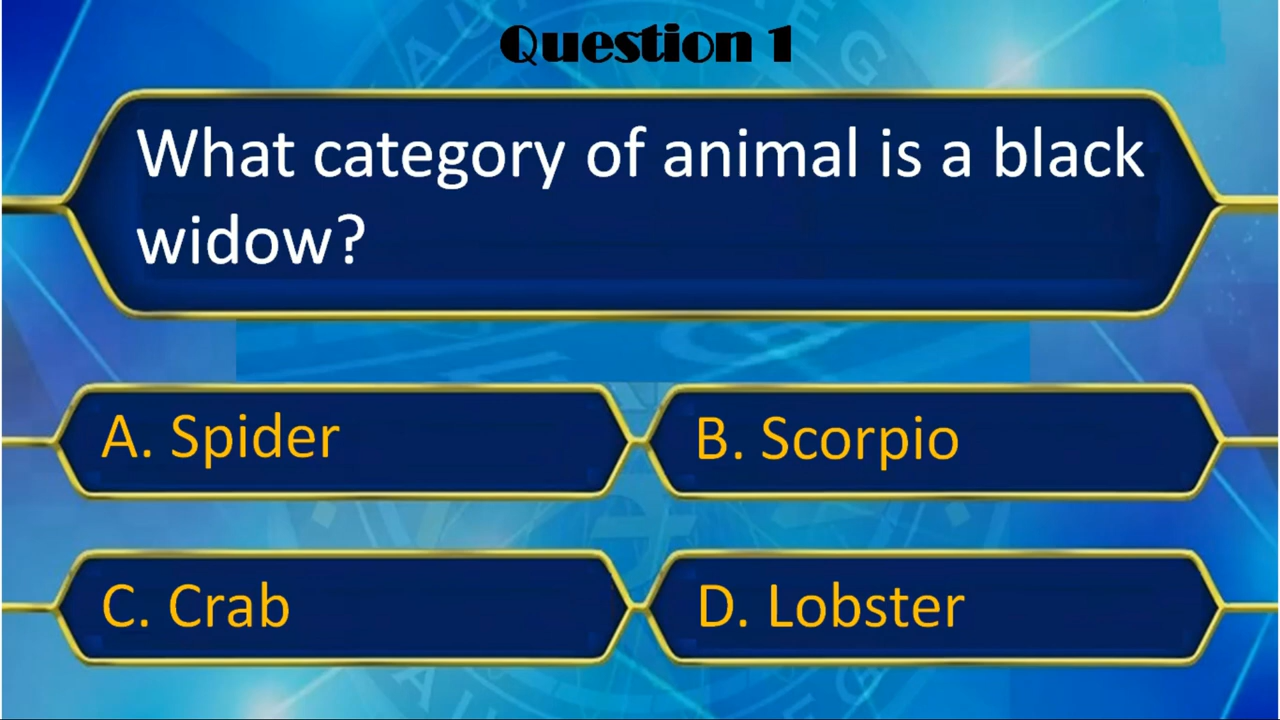 Question 1
What category of animal is a black
widow?
A. Spider
B. Scorpio
C. Crab
D. Lobster